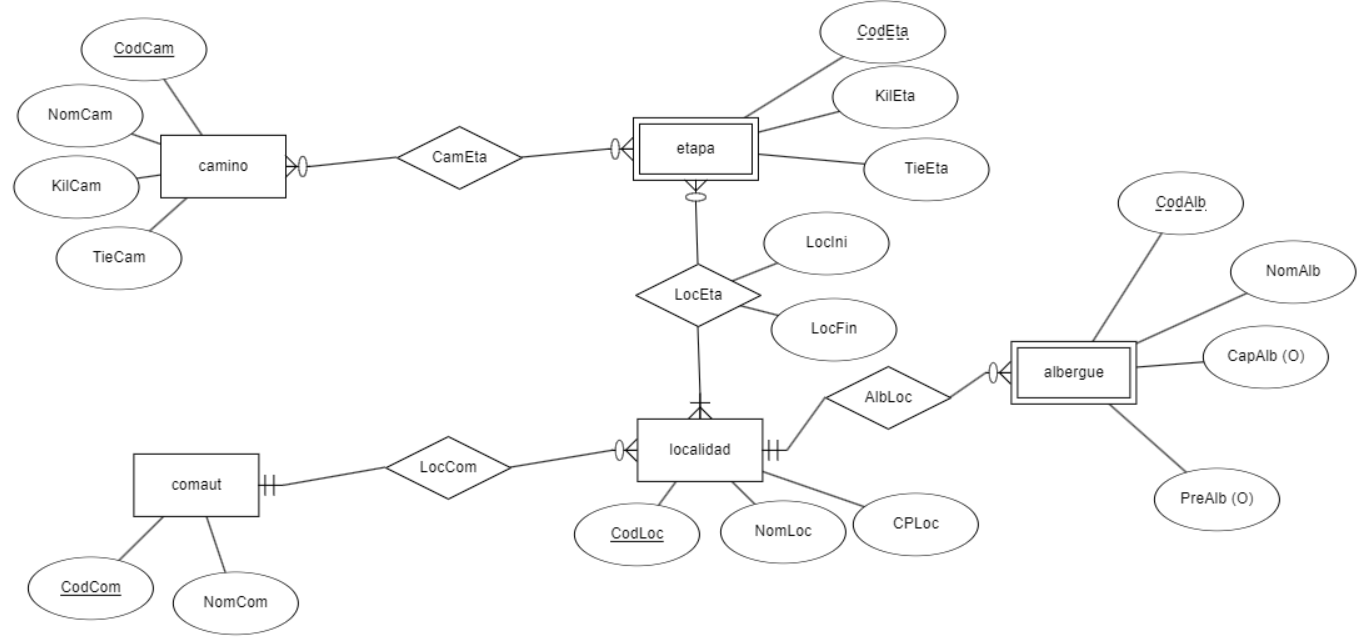 CodCam
NomCam
KilCam
TieCam
camino
CamEta
etapa
CodEta
KilEta
TieEta
LocEta
LocIni
LocFin
CodAlb
NomAlb
CapAlb (O)
PreAlb (O)
albergue
AlbLoc
localidad
LocCom
comaut
CodLoc
NomLoc
CPLoc
CodCom
NomCom